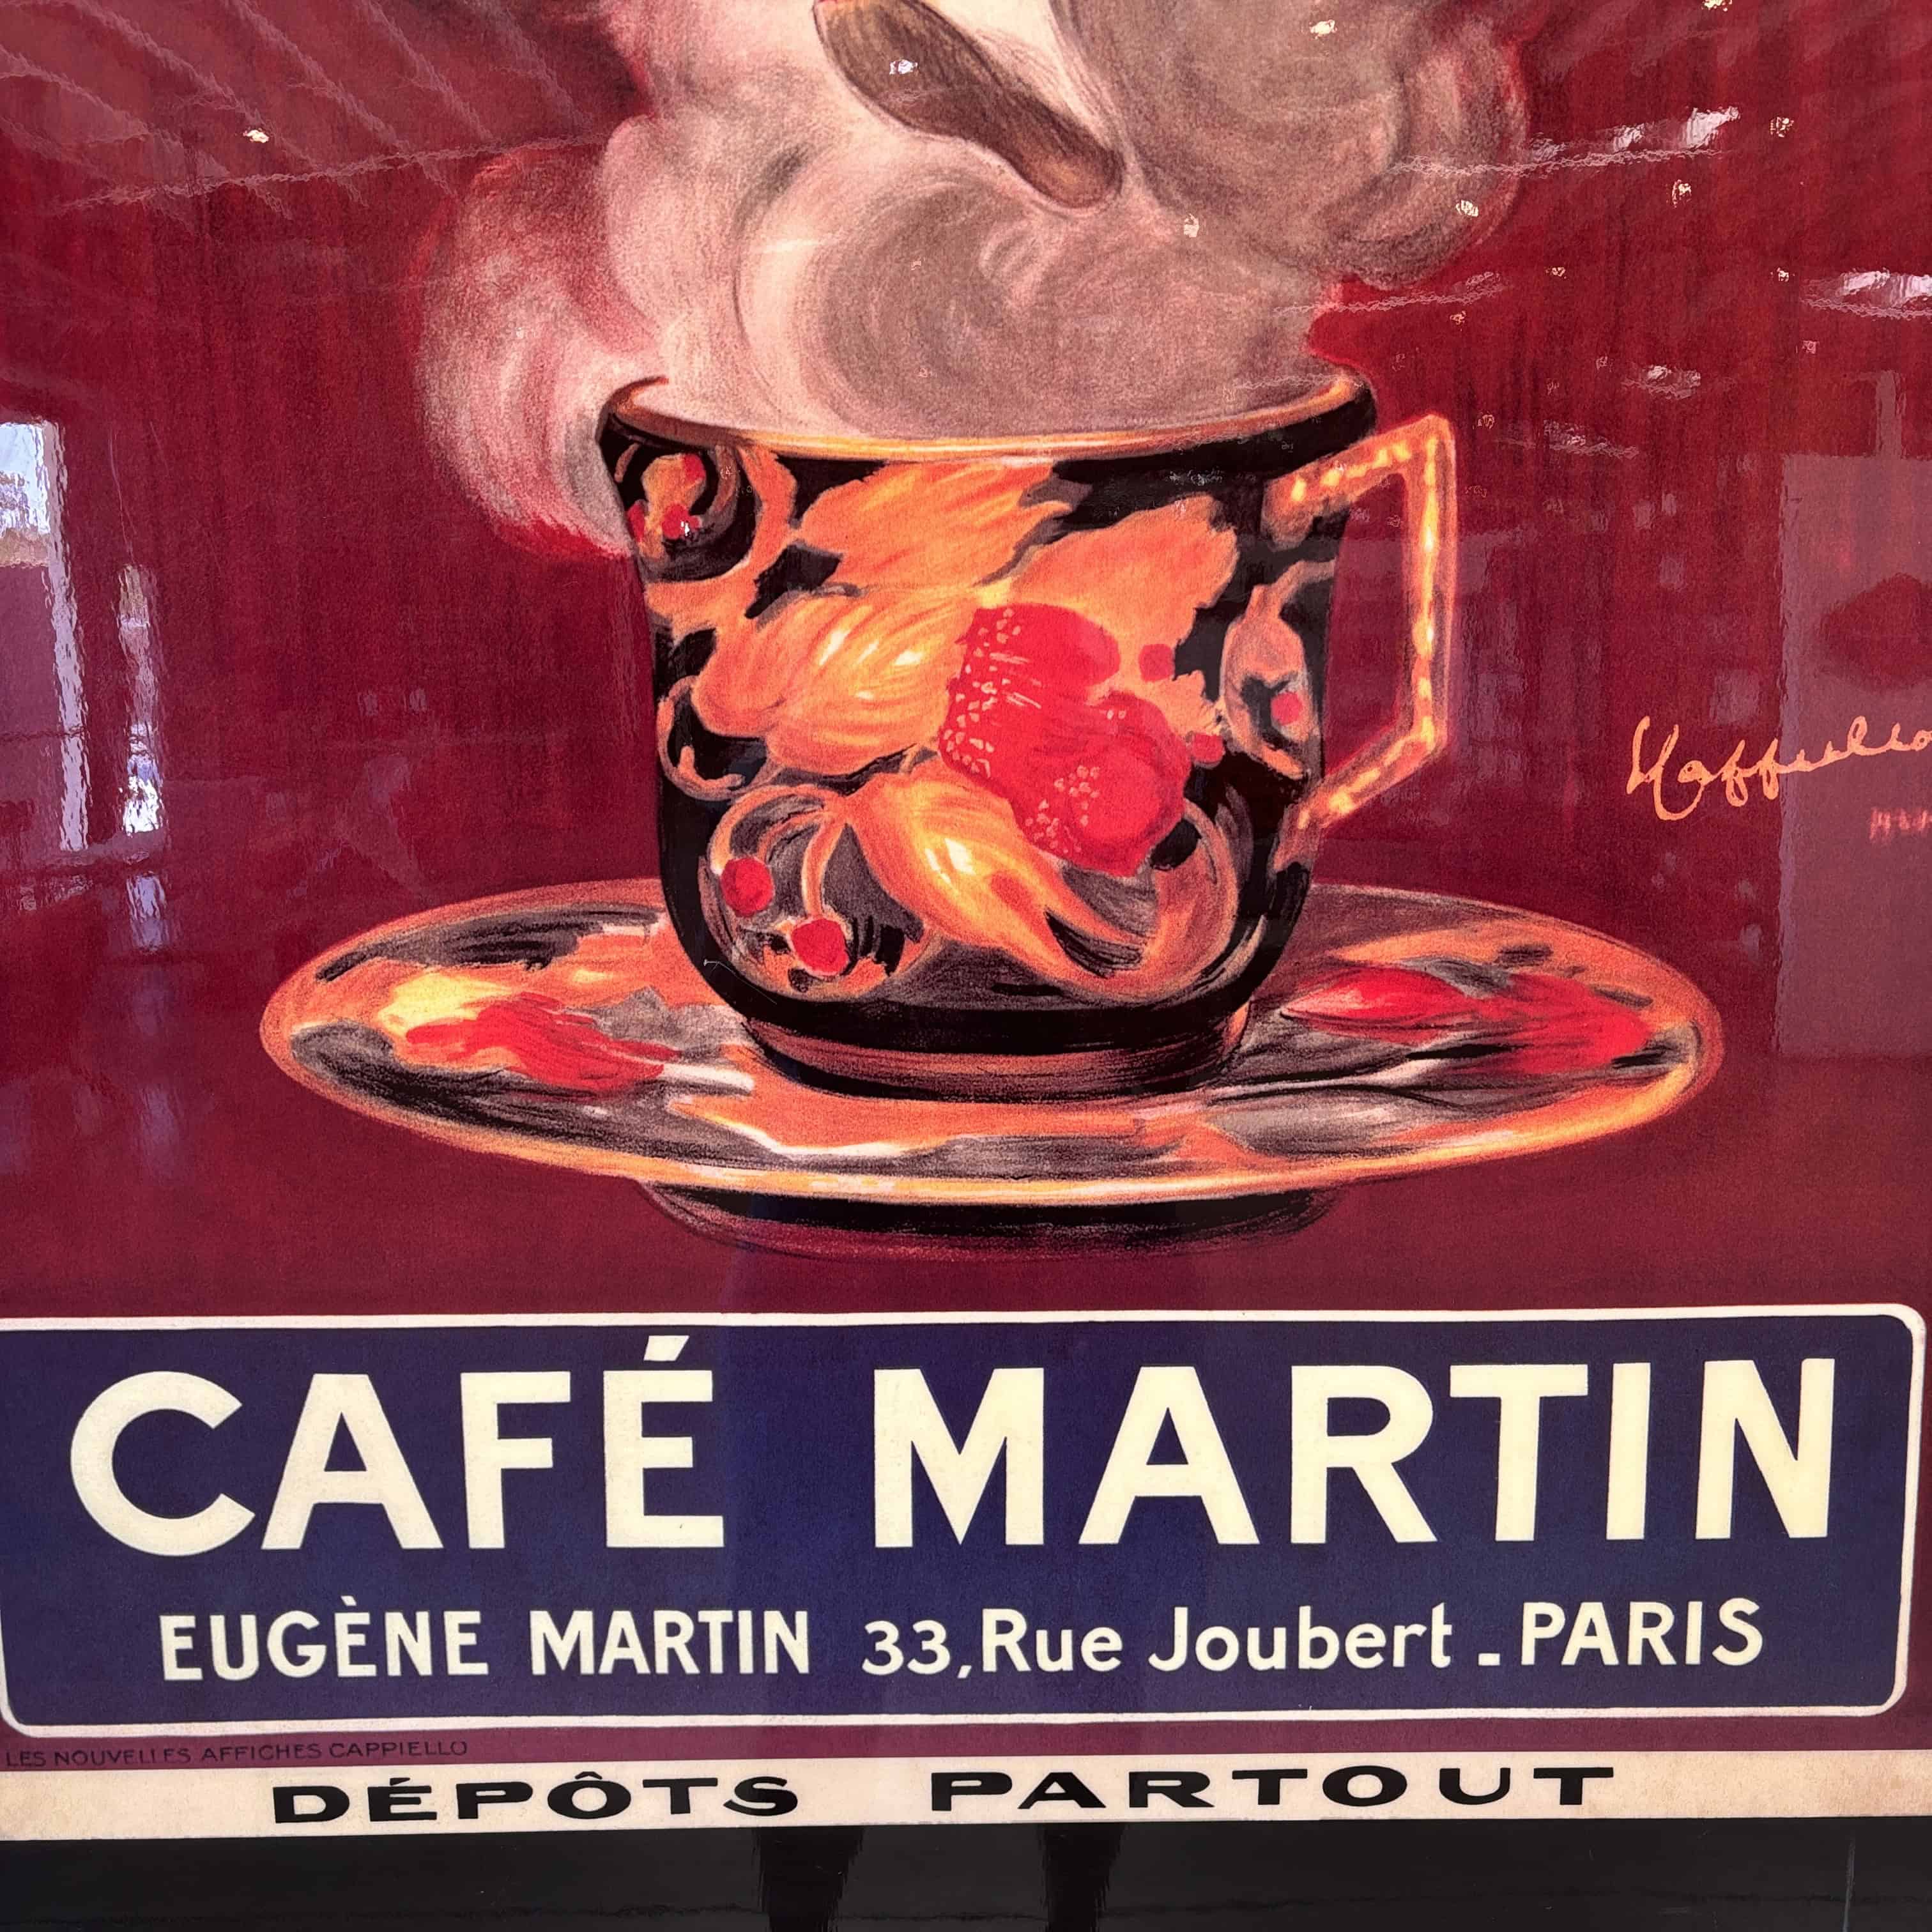 CAFÉ MARTIN
EUGÈNE MARTIN 33, Rue Joubert - PARIS
LES NOUVELLES AFFICHES CAPPIELLO
DÉPÔTS PARTOUT